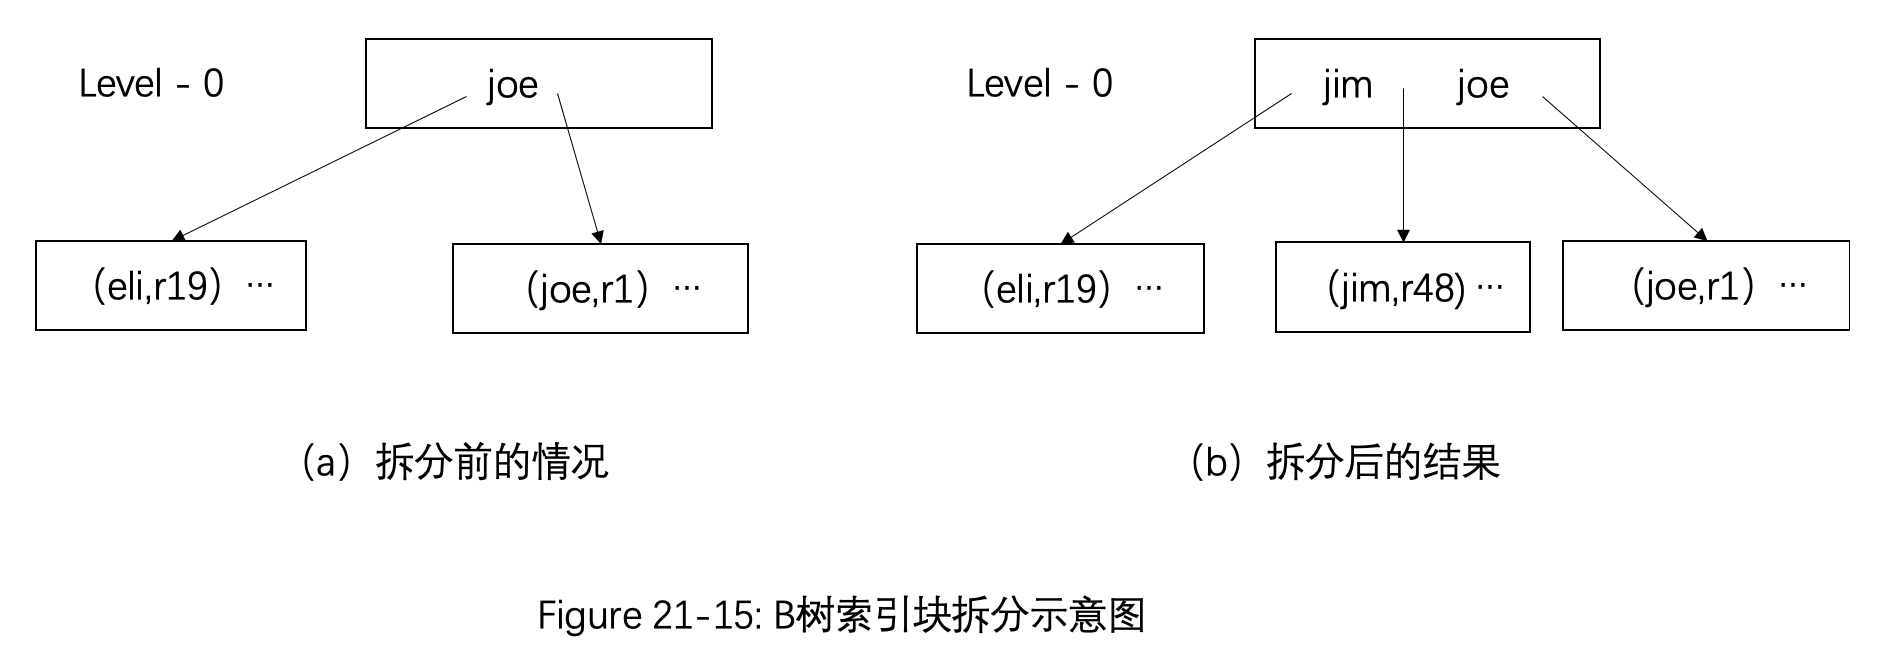 Level - 0
joe
(eli,r19) ···
(joe,r1) ···
(a) 拆分前的情况
Level - 0
jim joe
(eli,r19) ···
(jim,r48) ···
(joe,r1) ···
(b) 拆分后的结果
Figure 21-15: B树索引块拆分示意图